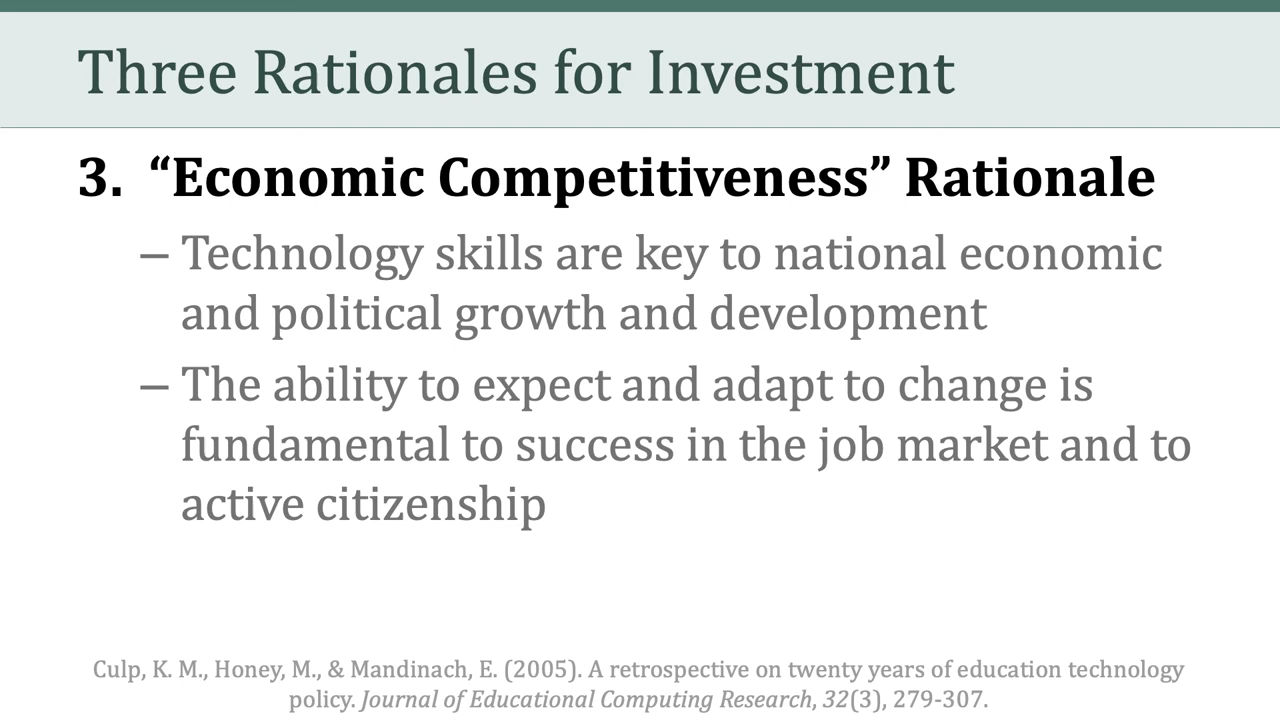 Three Rationales for Investment
3. “Economic Competitiveness” Rationale
– Technology skills are key to national economic
and political growth and development
– The ability to expect and adapt to change is
fundamental to success in the job market and to
active citizenship
Culp, K. M., Honey, M., & Mandinach, E. (2005). A retrospective on twenty years of education technology
policy. Journal of Educational Computing Research, 32(3), 279-307.